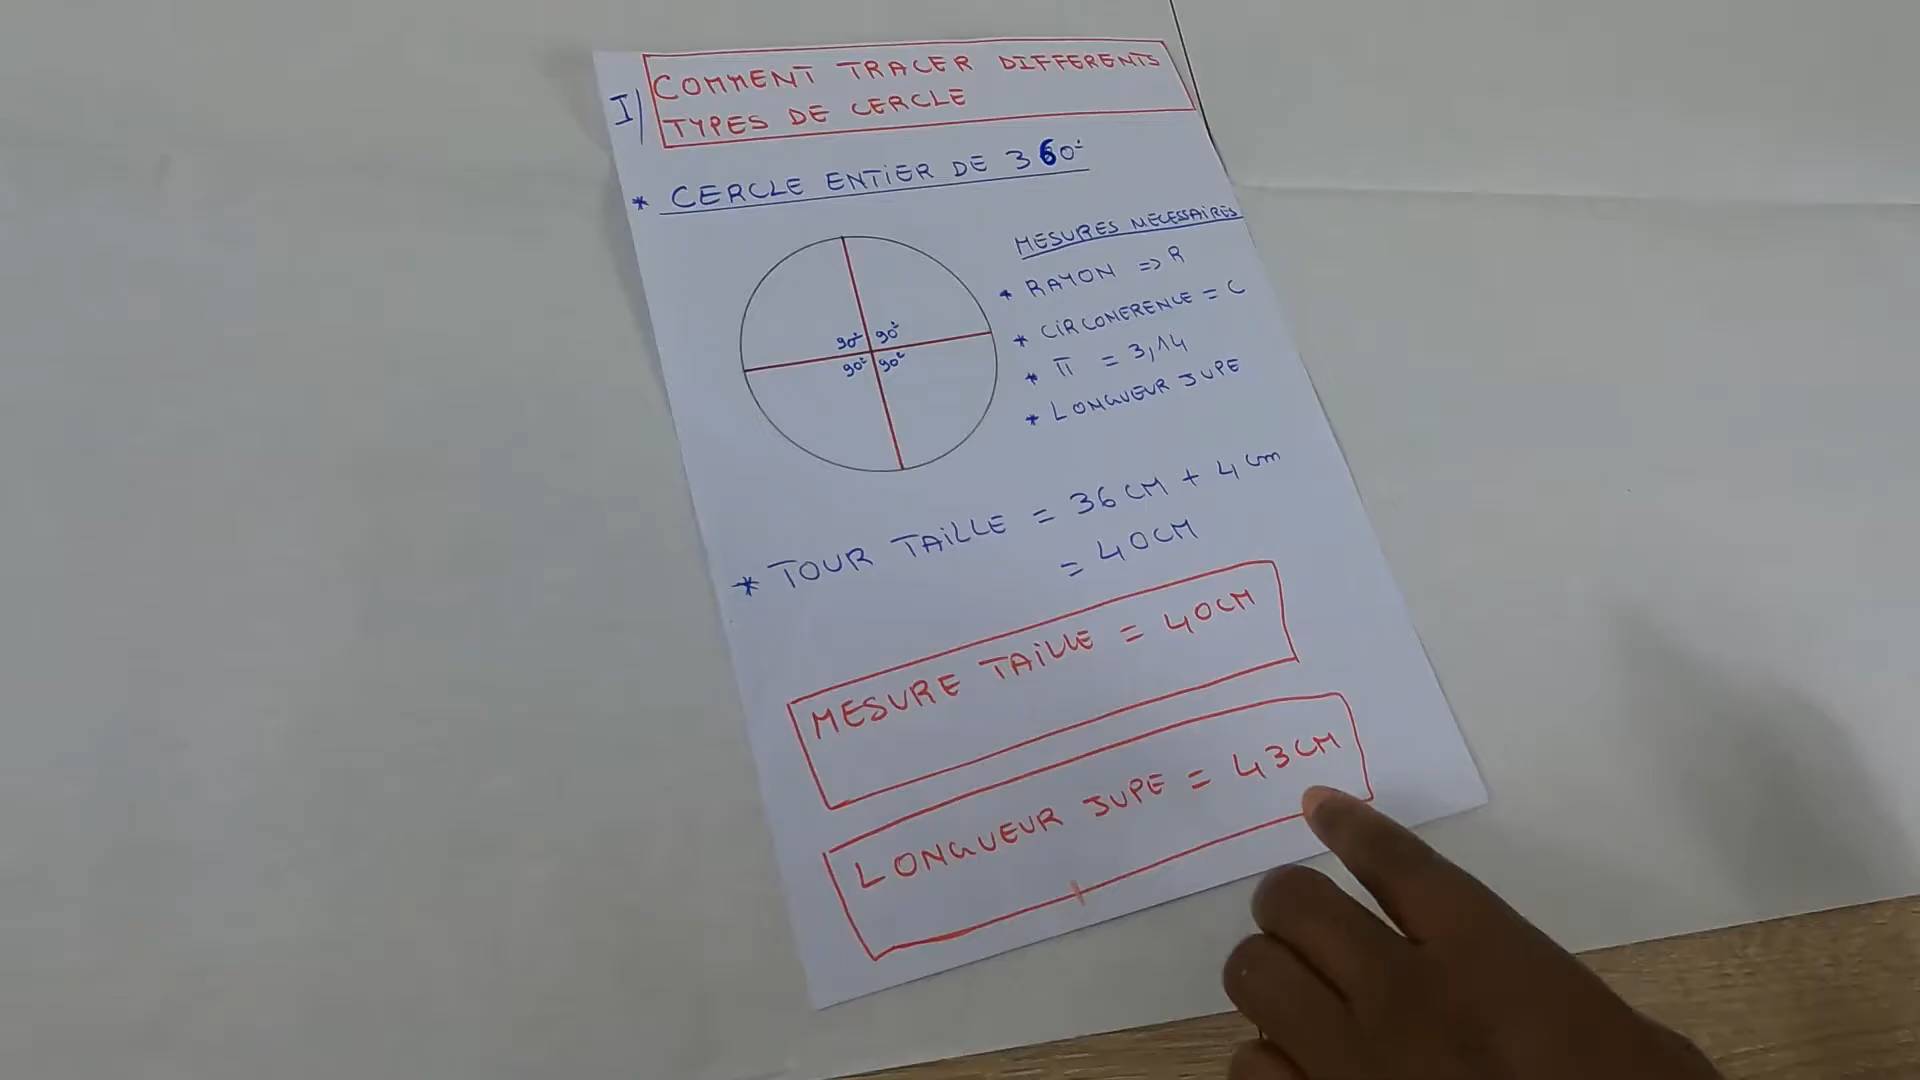 I/ COMMENT TRACER DIFFERENTS
TYPES DE CERCLE
* CERCLE ENTIER DE 360°
MESURES NECESSAIRES
* RAYON => R
* CIRCOMERENCE = C
* π = 3,14
* LONGUEUR JUPE
90° 90°
90° 90°
* TOUR TAILLE = 36 CM + 4 cm
= 40CM
MESURE TAILLE = 40CM
LONGUEUR JUPE = 43CM